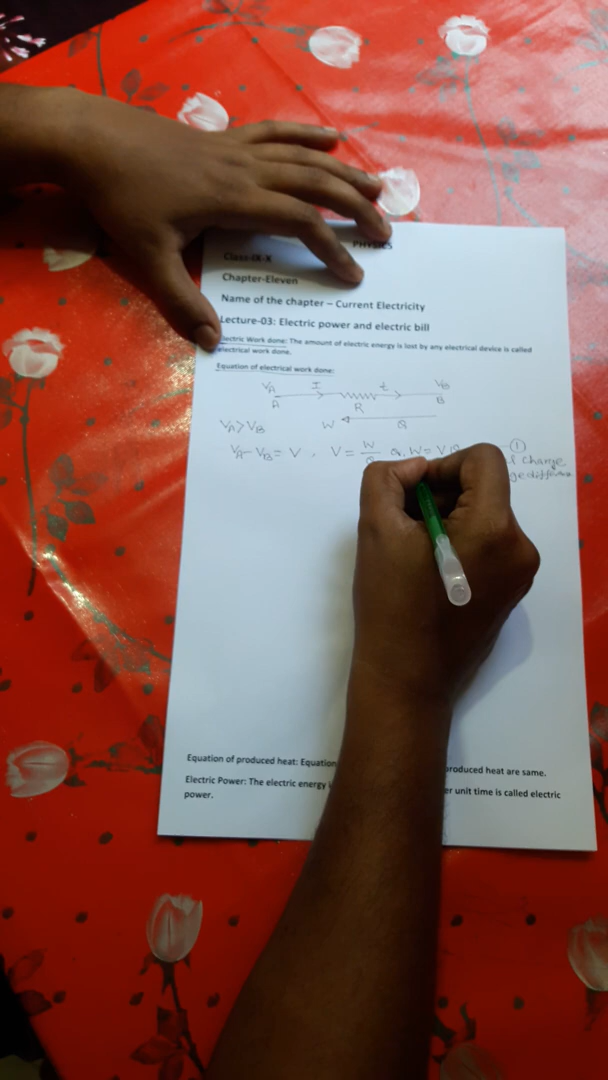 PHYSICS
Class-IX-X
Chapter-Eleven
Name of the chapter – Current Electricity
Lecture-03: Electric power and electric bill
Electric Work done: The amount of electric energy is lost by any electrical device is called
electrical work done.
Equation of electrical work done:
VA I t VB
A R B
VA > VB W Q
VA - VB = V , V = W/Q or, W = VQ ①
Charge
Equation of produced heat: Equation produced heat are same.
Electric Power: The electric energy er unit time is called electric
power.